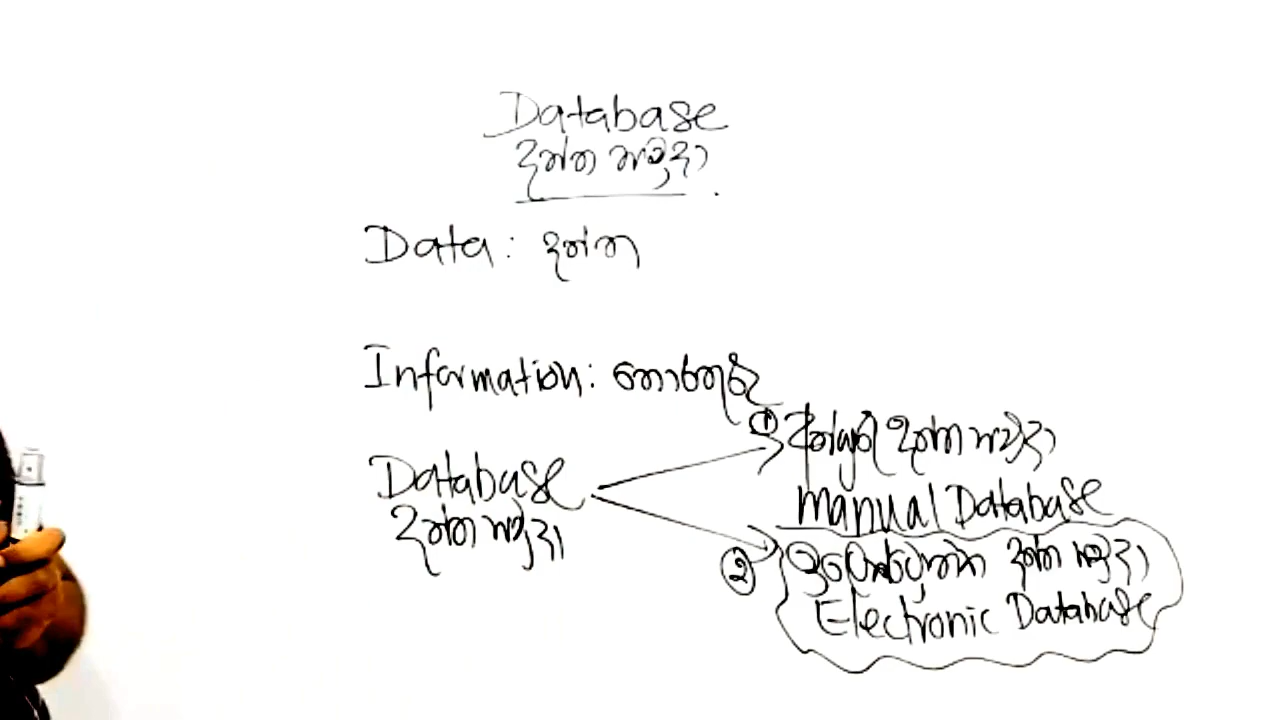 Database
දත්ත සමුදා
Data: දත්ත
Information: තොරතුරු
① අත්යුරු දත්ත සමුදා
Manual Database
Database
දත්ත සමුදා
② ඉලෙක්ට්‍රොනික දත්ත සමුදා
Electronic Database